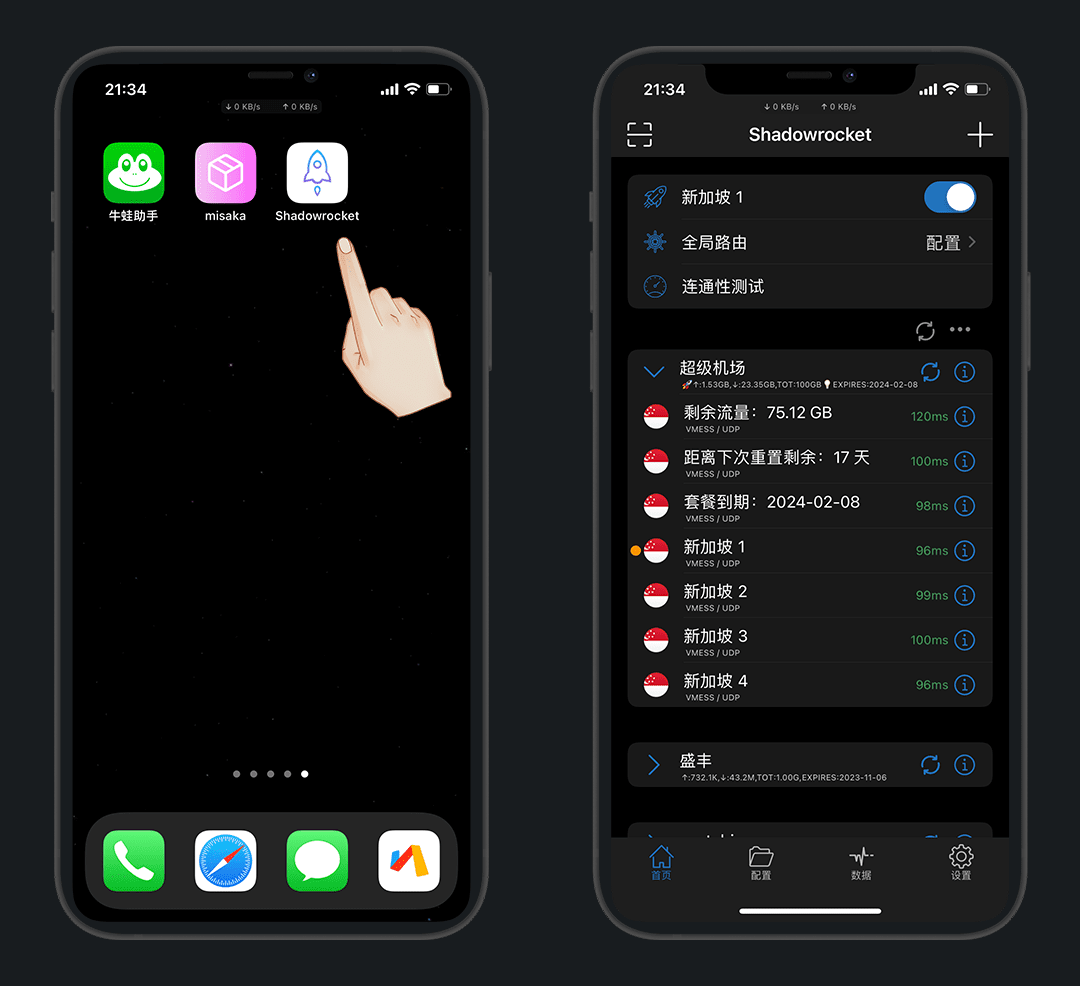 21:34
↓ 0 KB/s ↑ 0 KB/s
牛蛙助手
misaka
Shadowrocket
21:34
↓ 0 KB/s ↑ 0 KB/s
Shadowrocket
新加坡 1
全局路由 配置
连通性测试
超级机场
🚀↑:1.53GB,↓:23.35GB,TOT:100GB💡EXPIRES:2024-02-08
剩余流量：75.12 GB 120ms
VMESS / UDP
距离下次重置剩余：17 天 100ms
VMESS / UDP
套餐到期：2024-02-08 98ms
VMESS / UDP
新加坡 1 96ms
VMESS / UDP
新加坡 2 99ms
VMESS / UDP
新加坡 3 100ms
VMESS / UDP
新加坡 4 96ms
VMESS / UDP
盛丰
↑:732.1K,↓:43.2M,TOT:1.00G,EXPIRES:2023-11-06
首页 配置 数据 设置